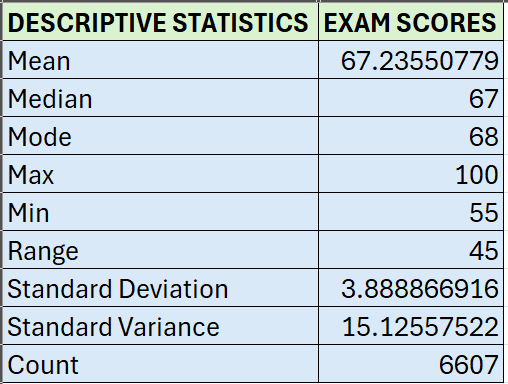 DESCRIPTIVE STATISTICS EXAM SCORES
Mean 67.23550779
Median 67
Mode 68
Max 100
Min 55
Range 45
Standard Deviation 3.888866916
Standard Variance 15.12557522
Count 6607